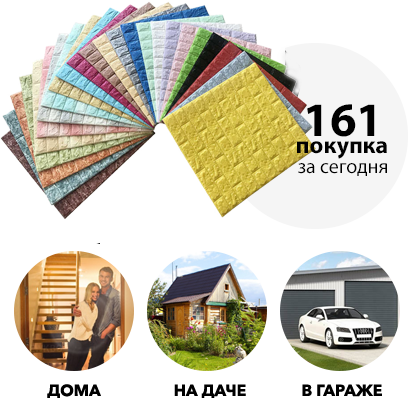 161
покупка
за сегодня
ДОМА
НА ДАЧЕ
В ГАРАЖЕ